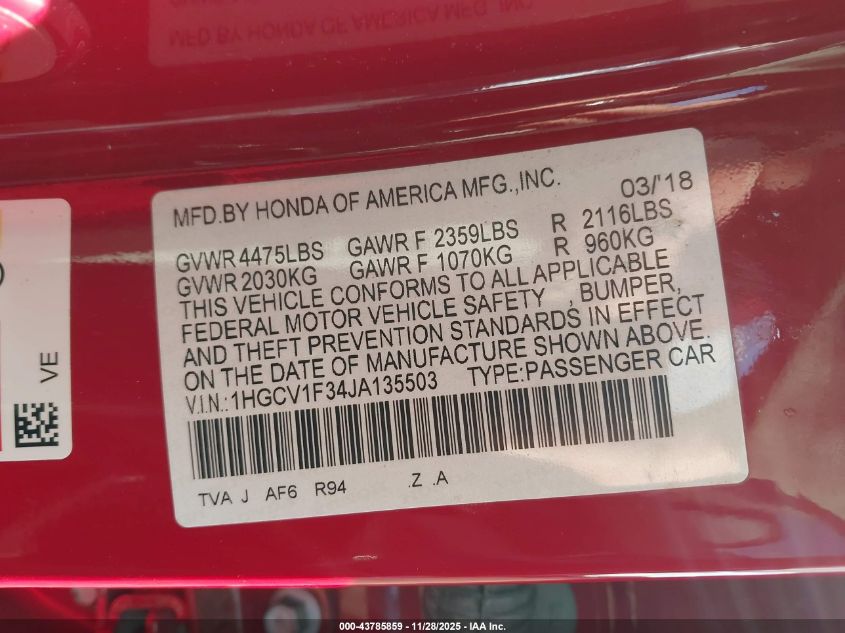 MFD.BY HONDA OF AMERICA MFG.,INC. 03/'18
GVWR 4475LBS GAWR F 2359LBS R 2116LBS
GVWR 2030KG GAWR F 1070KG R 960KG
THIS VEHICLE CONFORMS TO ALL APPLICABLE
FEDERAL MOTOR VEHICLE SAFETY , BUMPER,
AND THEFT PREVENTION STANDARDS IN EFFECT
ON THE DATE OF MANUFACTURE SHOWN ABOVE.
V.I.N.:1HGCV1F34JA135503 TYPE:PASSENGER CAR
TVA J AF6 R94 .Z .A
VE
000-43785859 - 11/28/2025 - IAA Inc.